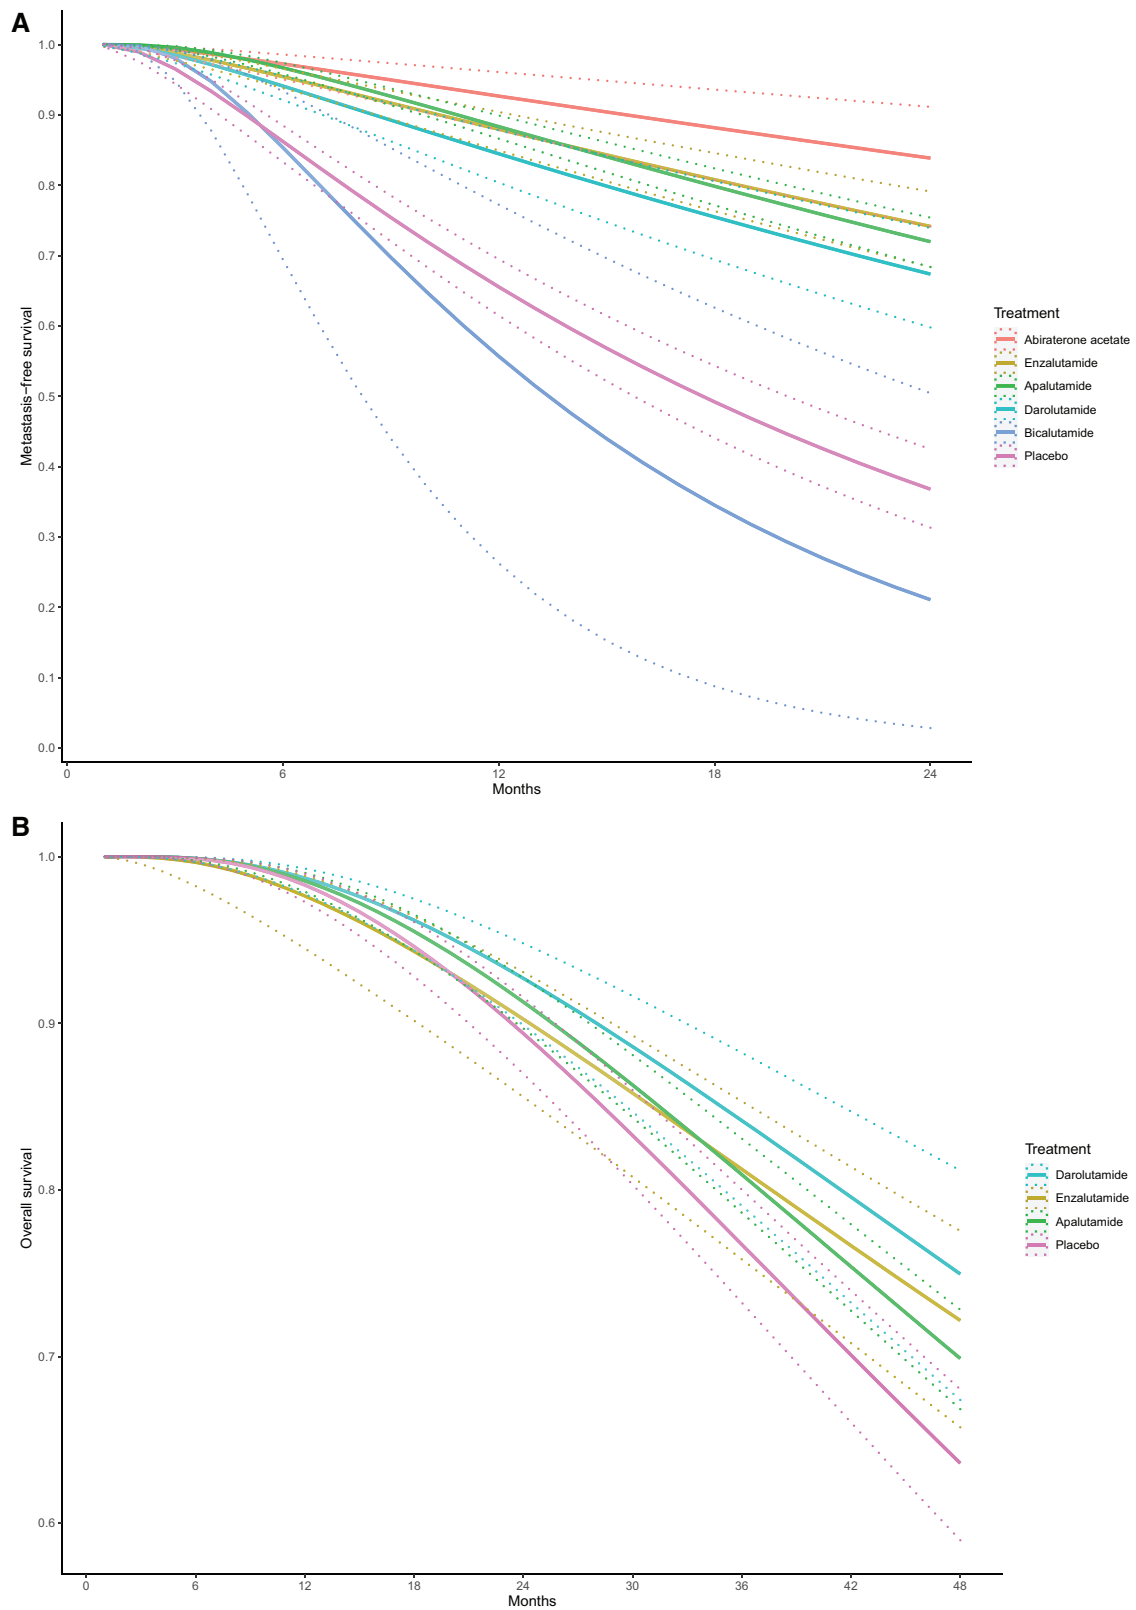 A
1.0
0.9
0.8
0.7
0.6
0.5
0.4
0.3
0.2
0.1
0.0
Metastasis−free survival
0 6 12 18 24
Months
Treatment
Abiraterone acetate
Enzalutamide
Apalutamide
Darolutamide
Bicalutamide
Placebo
B
1.0
0.9
0.8
0.7
0.6
Overall survival
0 6 12 18 24 30 36 42 48
Months
Treatment
Darolutamide
Enzalutamide
Apalutamide
Placebo